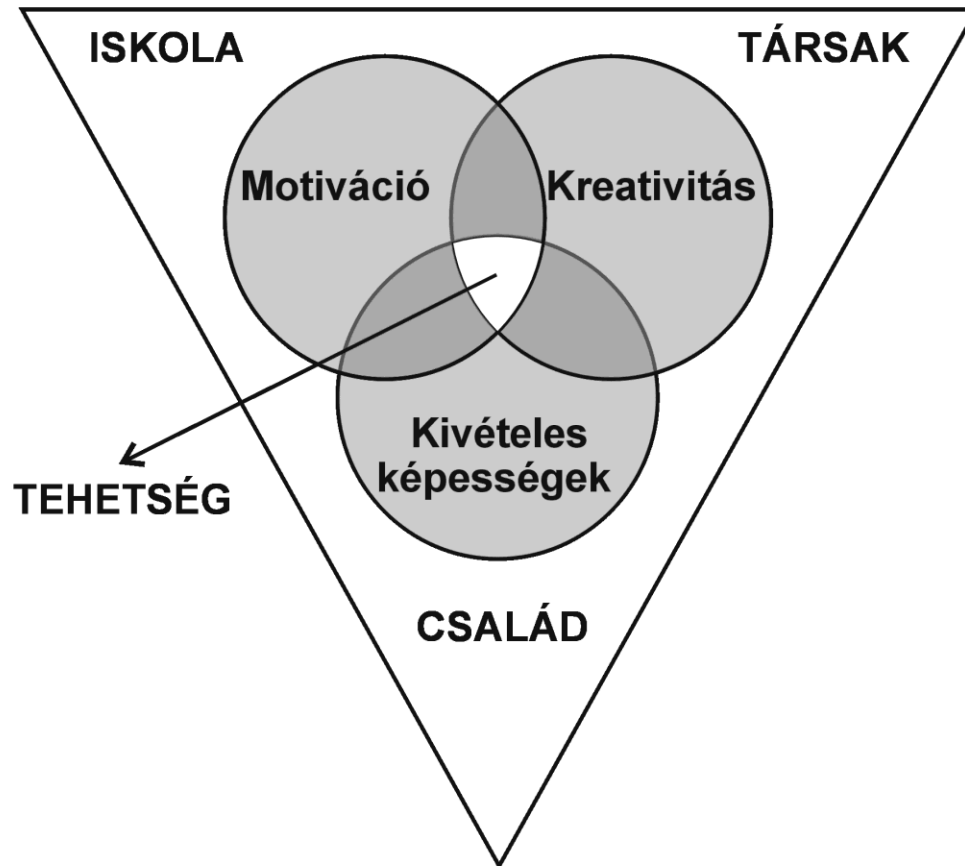 ISKOLA
TÁRSAK
Motiváció
Kreativitás
Kivételes
képességek
TEHETSÉG
CSALÁD